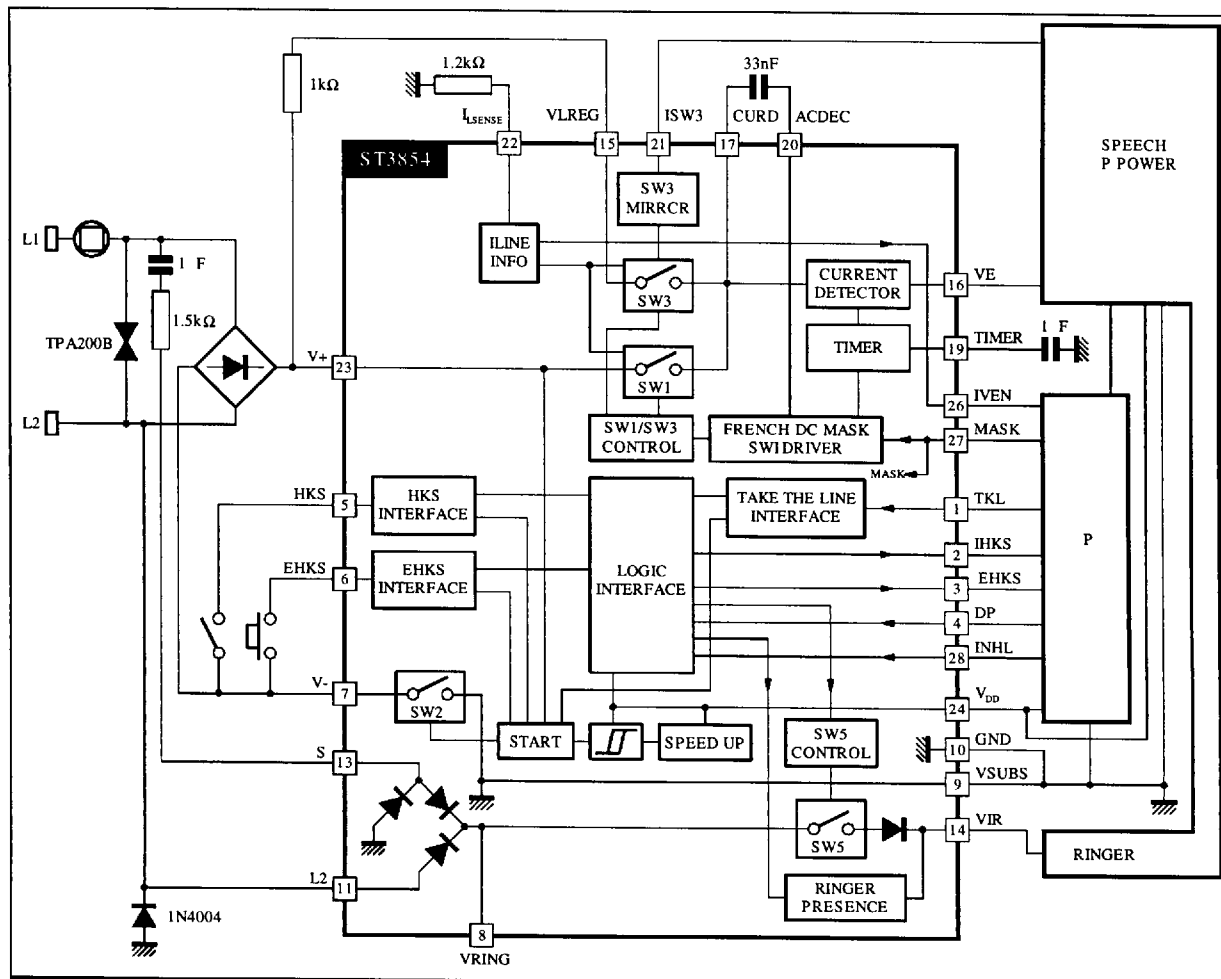 1.2kΩ
33nF
1kΩ
ILSENSE
VLREG
ISW3
CURD
ACDEC
22
15
21
17
20
SPEECH
P POWER
ST3854
SW3
MIRRCR
L1
1 F
ILINE
INFO
SW3
CURRENT
DETECTOR
16
VE
1.5kΩ
TPA200B
TIMER
19
TIMER
1 F
V+
23
SW1
26
IVEN
L2
SW1/SW3
CONTROL
FRENCH DC MASK
SWIDRIVER
27
MASK
MASK
HKS
5
HKS
INTERFACE
TAKE THE LINE
INTERFACE
1
TKL
P
2
IHKS
EHKS
6
EHKS
INTERFACE
LOGIC
INTERFACE
3
EHKS
4
DP
28
INHL
V-
7
SW2
24
VDD
START
SPEED UP
SW5
CONTROL
10
GND
S
13
9
VSUBS
SW5
14
VIR
RINGER
L2
11
RINGER
PRESENCE
1N4004
8
VRING